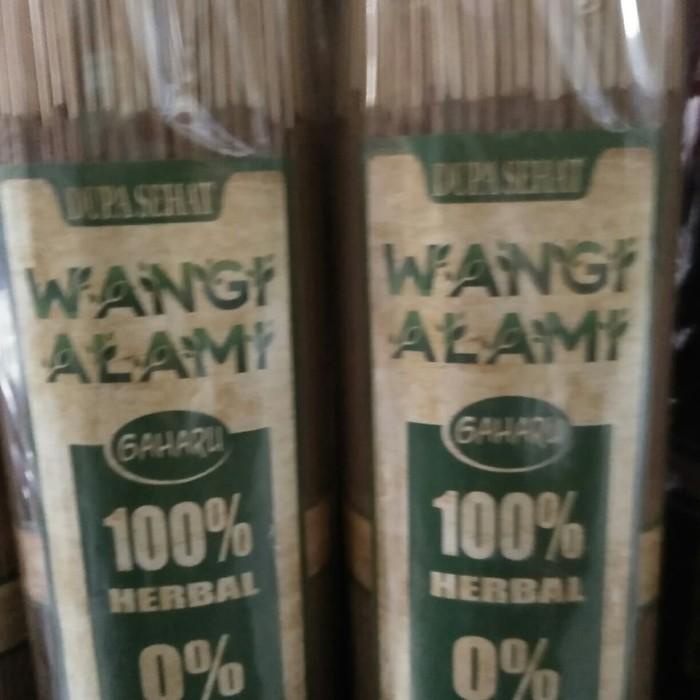 DUPA SEHAT
WANGI
ALAMI
GAHARU
100%
HERBAL
0%
DUPA SEHAT
WANGI
ALAMI
GAHARU
100%
HERBAL
0%